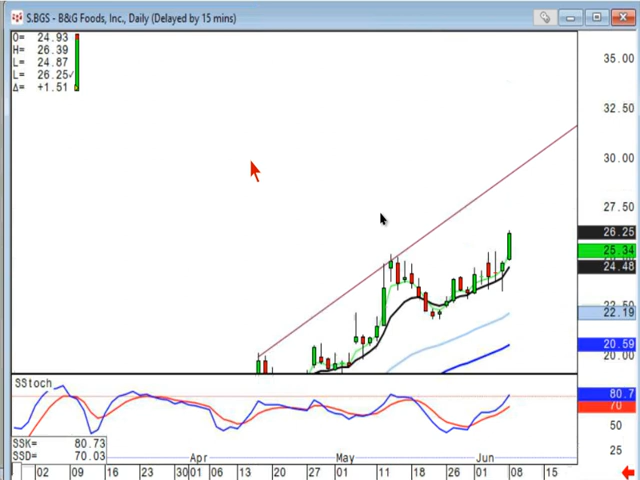 S.BGS - B&G Foods, Inc., Daily (Delayed by 15 mins)
O= 24.93
H= 26.39
L= 24.87
L= 26.25✓
Δ= +1.51
35.00
32.50
30.00
27.50
26.25
25.34
24.48
22.50
22.19
20.59
20.00
SStoch
80.7
70
50
25
SSK= 80.73
SSD= 70.03
Apr May Jun
02 09 16 23 30 01 06 13 20 27 01 11 18 26 01 08 15